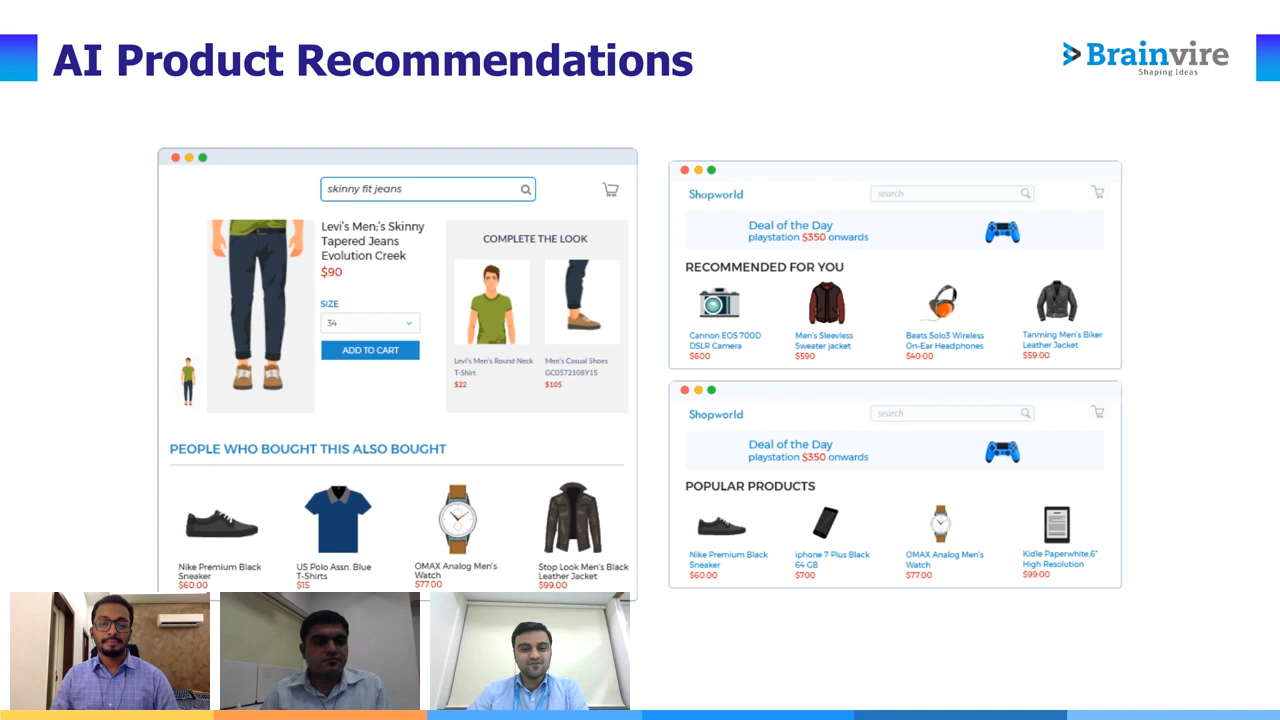 AI Product Recommendations
Brainvire
Shaping Ideas
skinny fit jeans
Levi's Men;'s Skinny
Tapered Jeans
Evolution Creek
$90
SIZE
34
ADD TO CART
COMPLETE THE LOOK
Levi's Men's Round Neck
T-Shirt
$22
Men's Casual Shoes
GC0572108Y15
$105
PEOPLE WHO BOUGHT THIS ALSO BOUGHT
Nike Premium Black
Sneaker
$60.00
US Polo Assn. Blue
T-Shirts
$15
OMAX Analog Men's
Watch
$77.00
Stop Look Men's Black
Leather Jacket
$99.00
Shopworld
search
Deal of the Day
playstation $350 onwards
RECOMMENDED FOR YOU
Cannon EOS 700D
DSLR Camera
$600
Men's Sleevless
Sweater jacket
$590
Beats Solo3 Wireless
On-Ear Headphones
$40:00
Tanming Men's Biker
Leather Jacket
$59.00
Shopworld
search
Deal of the Day
playstation $350 onwards
POPULAR PRODUCTS
Nike Premium Black
Sneaker
$60.00
iphone 7 Plus Black
64 GB
$700
OMAX Analog Men's
Watch
$77.00
Kidle Paperwhite,6"
High Resolution
$99.00